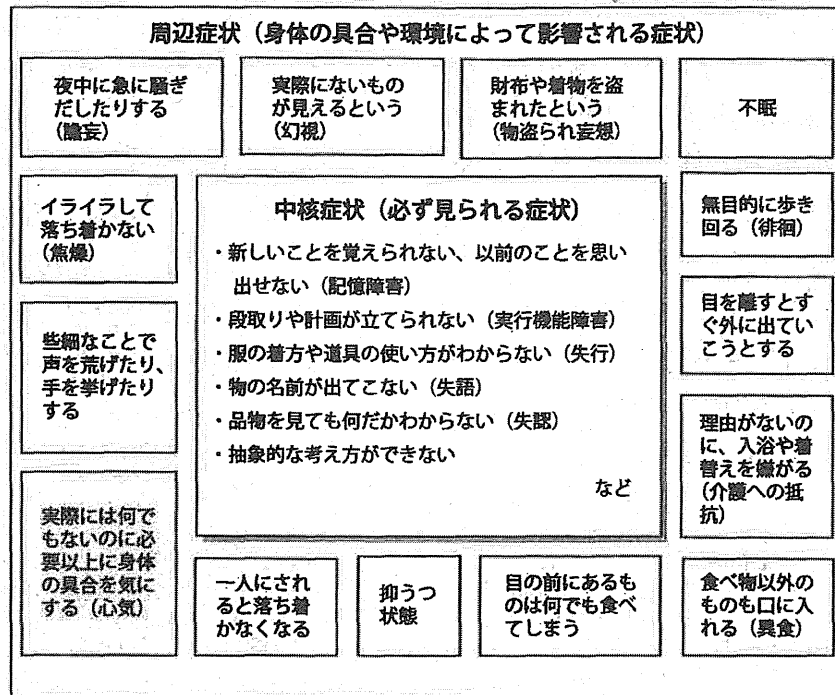 周辺症状（身体の具合や環境によって影響される症状）
夜中に急に騒ぎ
だしたりする
（譫妄）
実際にないもの
が見えるという
（幻視）
財布や着物を盗
まれたという
（物盗られ妄想）
不眠
イライラして
落ち着かない
（焦燥）
中核症状（必ず見られる症状）
・新しいことを覚えられない、以前のことを思い
出せない（記憶障害）
・段取りや計画が立てられない（実行機能障害）
・服の着方や道具の使い方がわからない（失行）
・物の名前が出てこない（失語）
・品物を見ても何だかわからない（失認）
・抽象的な考え方ができない
など
無目的に歩き
回る（徘徊）
些細なことで
声を荒げたり、
手を挙げたり
する
目を離すとす
ぐ外に出てい
こうとする
理由がないの
に、入浴や着
替えを嫌がる
（介護への抵
抗）
実際には何で
もないのに必
要以上に身体
の具合を気に
する（心気）
一人にされ
ると落ち着
かなくなる
抑うつ
状態
目の前にあるも
のは何でも食べ
てしまう
食べ物以外の
ものも口に入
れる（異食）